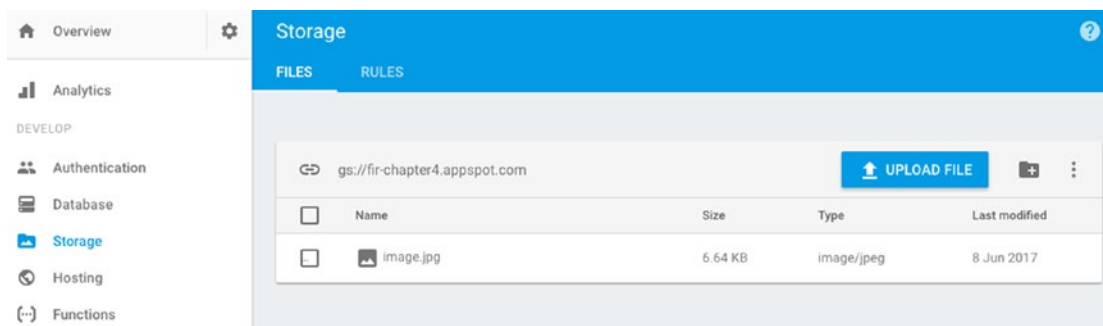 Overview
Analytics
DEVELOP
Authentication
Database
Storage
Hosting
Functions
Storage
FILES RULES
gs://fir-chapter4.appspot.com UPLOAD FILE
Name Size Type Last modified
image.jpg 6.64 KB image/jpeg 8 Jun 2017